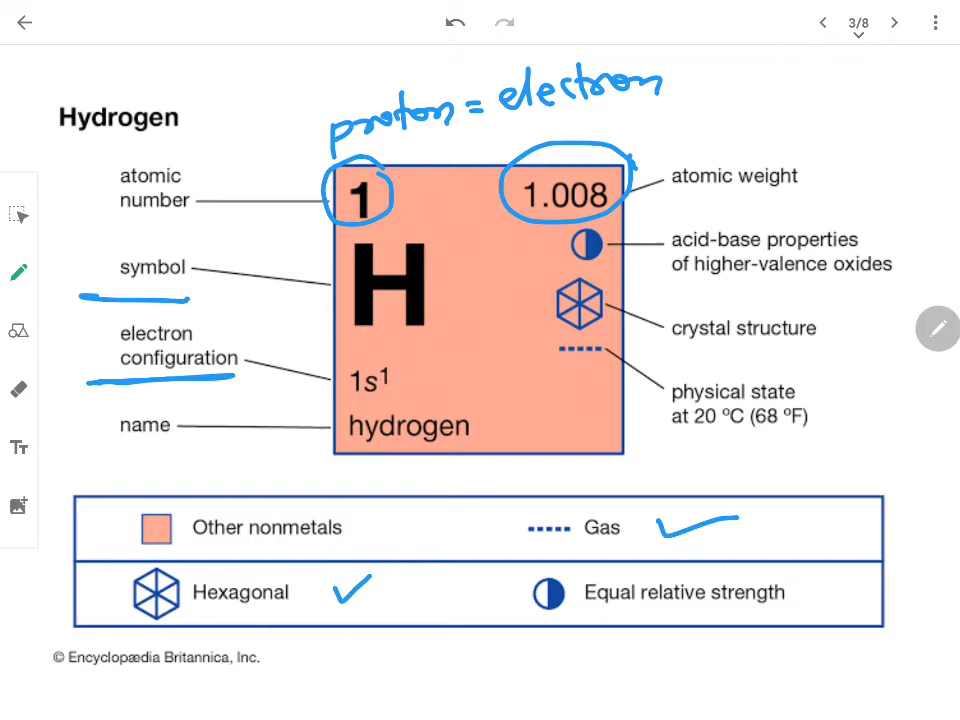 3/8
proton = electron
Hydrogen
atomic
number
1
1.008
atomic weight
symbol
H
acid-base properties
of higher-valence oxides
electron
configuration
1s¹
crystal structure
name
hydrogen
physical state
at 20 ºC (68 ºF)
Other nonmetals
Gas
Hexagonal
Equal relative strength
© Encyclopædia Britannica, Inc.
Tт